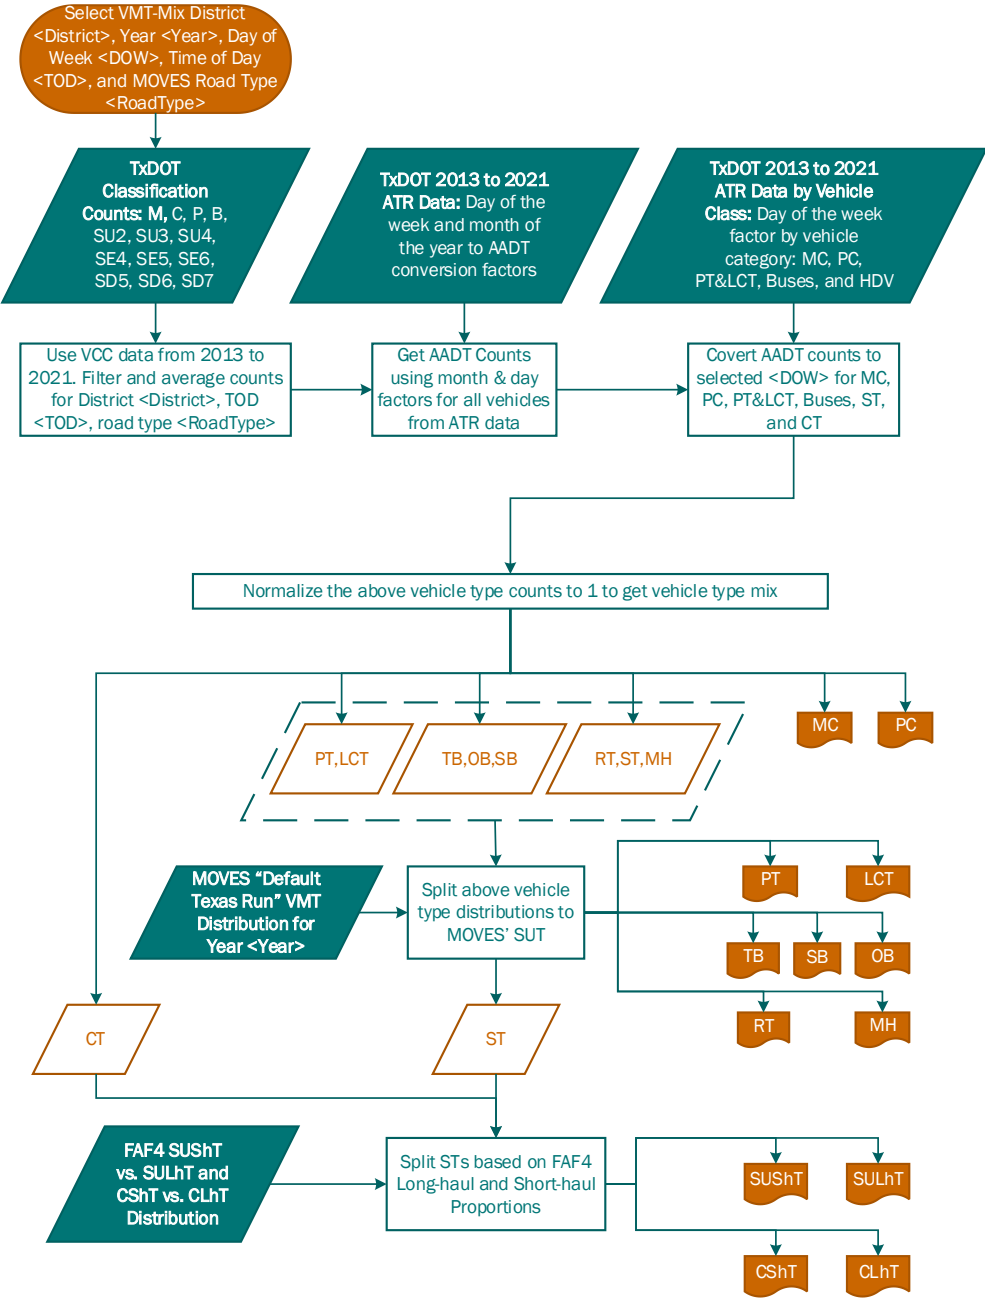 Select VMT-Mix District
<District>, Year <Year>, Day of
Week <DOW>, Time of Day
<TOD>, and MOVES Road Type
<RoadType>
TxDOT
Classification
Counts: M, C, P, B,
SU2, SU3, SU4,
SE4, SE5, SE6,
SD5, SD6, SD7
TxDOT 2013 to 2021
ATR Data: Day of the
week and month of
the year to AADT
conversion factors
TxDOT 2013 to 2021
ATR Data by Vehicle
Class: Day of the week
factor by vehicle
category: MC, PC,
PT&LCT, Buses, and HDV
Use VCC data from 2013 to
2021. Filter and average counts
for District <District>, TOD
<TOD>, road type <RoadType>
Get AADT Counts
using month & day
factors for all vehicles
from ATR data
Covert AADT counts to
selected <DOW> for MC,
PC, PT&LCT, Buses, ST,
and CT
Normalize the above vehicle type counts to 1 to get vehicle type mix
PT,LCT
TB,OB,SB
RT,ST,MH
MC
PC
MOVES “Default
Texas Run” VMT
Distribution for
Year <Year>
Split above vehicle
type distributions to
MOVES’ SUT
PT
LCT
TB
SB
OB
RT
MH
CT
ST
FAF4 SUShT
vs. SULhT and
CShT vs. CLhT
Distribution
Split STs based on FAF4
Long-haul and Short-haul
Proportions
SUShT
SULhT
CShT
CLhT